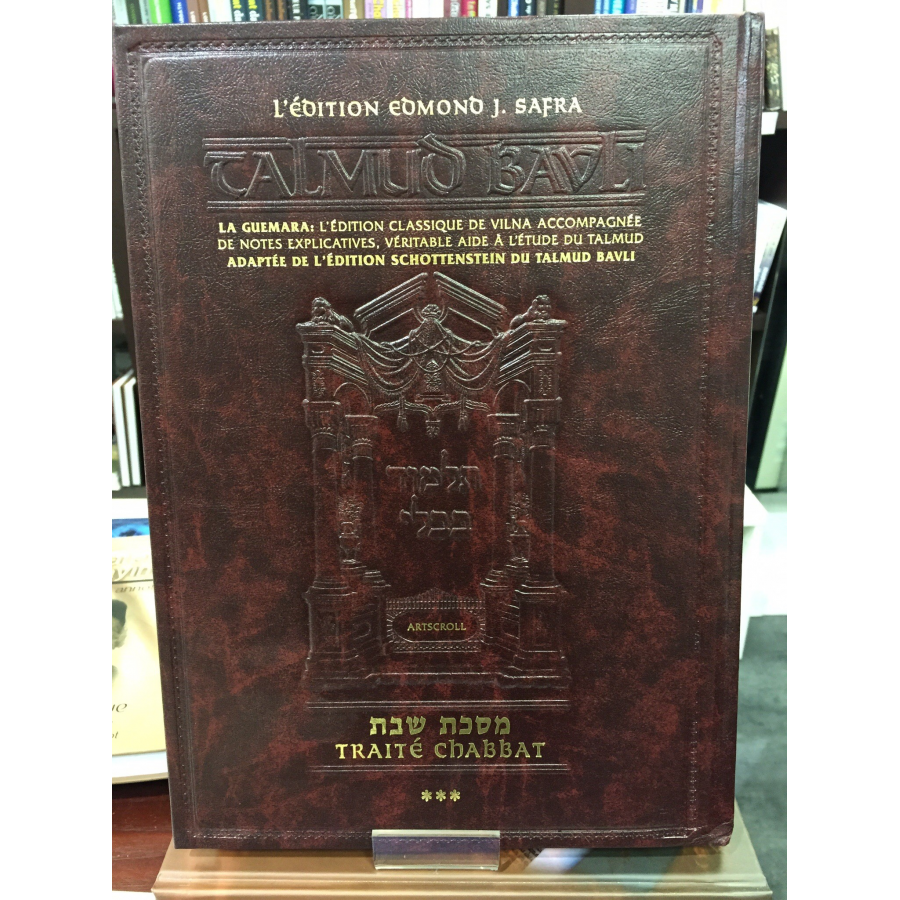 L'ÉDITION EDMOND J. SAFRA
TALMUD BAVLI
LA GUEMARA: L'ÉDITION CLASSIQUE DE VILNA ACCOMPAGNÉE
DE NOTES EXPLICATIVES, VÉRITABLE AIDE À L'ÉTUDE DU TALMUD
ADAPTÉE DE L'ÉDITION SCHOTTENSTEIN DU TALMUD BAVLI
תלמוד
בבלי
ARTSCROLL
מסכת שבת
TRAITÉ CHABBAT
***